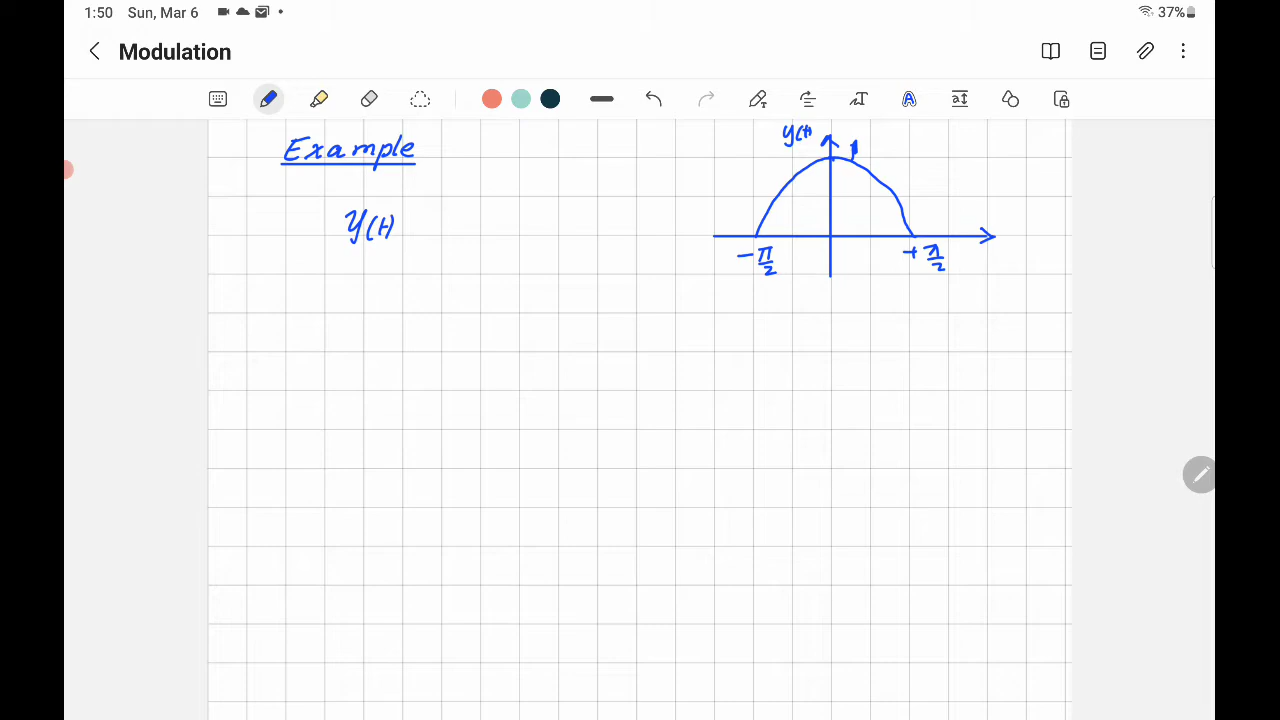 1:50 Sun, Mar 6 37%
Modulation
Example
y(t)
y(t) 1
-π/2 +π/2